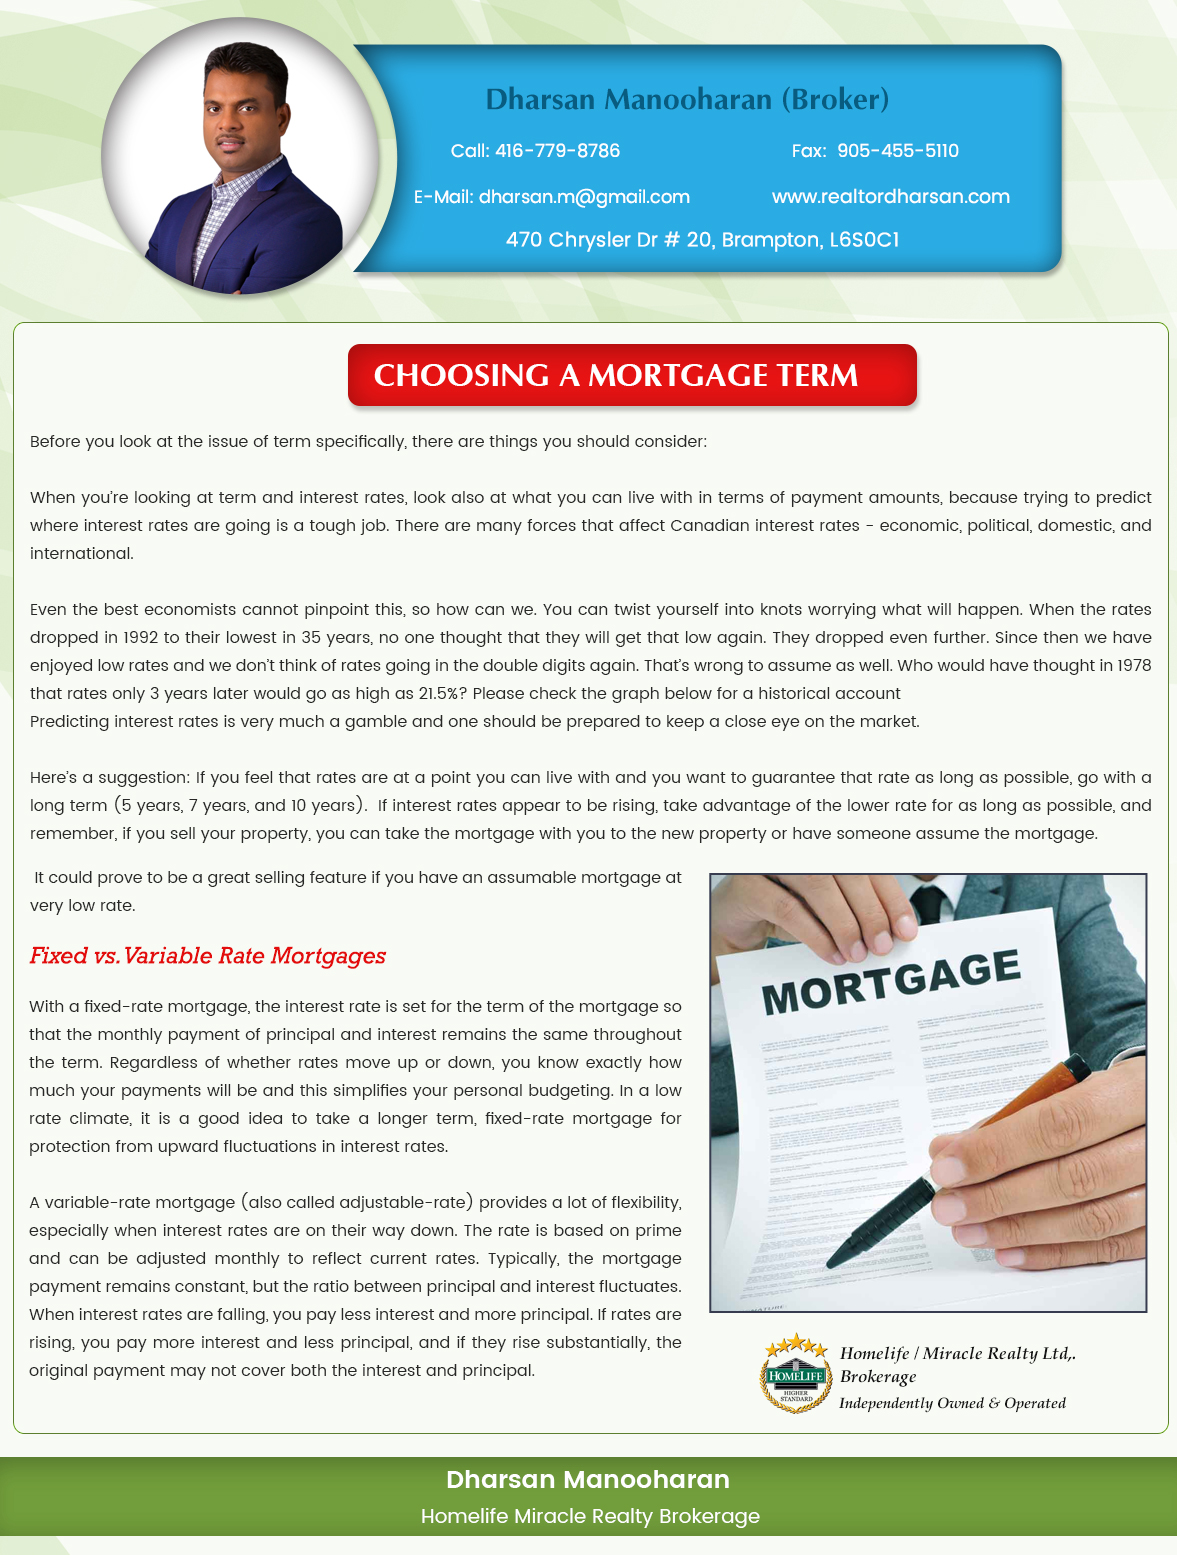 Dharsan Manooharan (Broker)
Call: 416-779-8786
Fax: 905-455-5110
E-Mail: dharsan.m@gmail.com
www.realtordharsan.com
470 Chrysler Dr # 20, Brampton, L6S0C1
CHOOSING A MORTGAGE TERM
Before you look at the issue of term specifically, there are things you should consider:
When you're looking at term and interest rates, look also at what you can live with in terms of payment amounts, because trying to predict
where interest rates are going is a tough job. There are many forces that affect Canadian interest rates - economic, political, domestic, and
international.
Even the best economists cannot pinpoint this, so how can we. You can twist yourself into knots worrying what will happen. When the rates
dropped in 1992 to their lowest in 35 years, no one thought that they will get that low again. They dropped even further. Since then we have
enjoyed low rates and we don't think of rates going in the double digits again. That's wrong to assume as well. Who would have thought in 1978
that rates only 3 years later would go as high as 21.5%? Please check the graph below for a historical account
Predicting interest rates is very much a gamble and one should be prepared to keep a close eye on the market.
Here's a suggestion: If you feel that rates are at a point you can live with and you want to guarantee that rate as long as possible, go with a
long term (5 years, 7 years, and 10 years).  If interest rates appear to be rising, take advantage of the lower rate for as long as possible, and
remember, if you sell your property, you can take the mortgage with you to the new property or have someone assume the mortgage.
It could prove to be a great selling feature if you have an assumable mortgage at
very low rate.
Fixed vs. Variable Rate Mortgages
With a fixed-rate mortgage, the interest rate is set for the term of the mortgage so
that the monthly payment of principal and interest remains the same throughout
the term. Regardless of whether rates move up or down, you know exactly how
much your payments will be and this simplifies your personal budgeting. In a low
rate climate, it is a good idea to take a longer term, fixed-rate mortgage for
protection from upward fluctuations in interest rates.
A variable-rate mortgage (also called adjustable-rate) provides a lot of flexibility,
especially when interest rates are on their way down. The rate is based on prime
and can be adjusted monthly to reflect current rates. Typically, the mortgage
payment remains constant, but the ratio between principal and interest fluctuates.
When interest rates are falling, you pay less interest and more principal. If rates are
rising, you pay more interest and less principal, and if they rise substantially, the
original payment may not cover both the interest and principal.
MORTGAGE
HOMELIFE
HIGHER
STANDARD
Homelife / Miracle Realty Ltd,.
Brokerage
Independently Owned & Operated
Dharsan Manooharan
Homelife Miracle Realty Brokerage